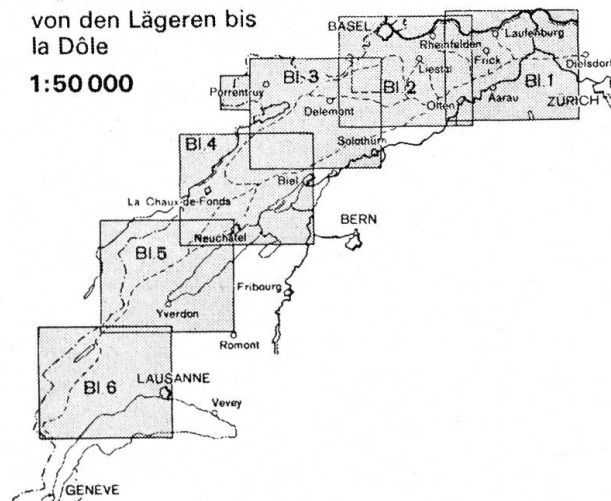 von den Lägeren bis
la Dôle
1:50 000
BASEL
Rheinfelden
Laufenburg
Frick
Dielsdorf
Liestal
Bl.1
Bl.2
Bl.3
Porrentruy
Delemont
Olten
Aarau
ZÜRICH
Solothurn
Bl.4
Biel
La Chaux-de-Fonds
BERN
Neuchâtel
Bl.5
Fribourg
Yverdon
Romont
Bl.6
LAUSANNE
Vevey
GENEVE